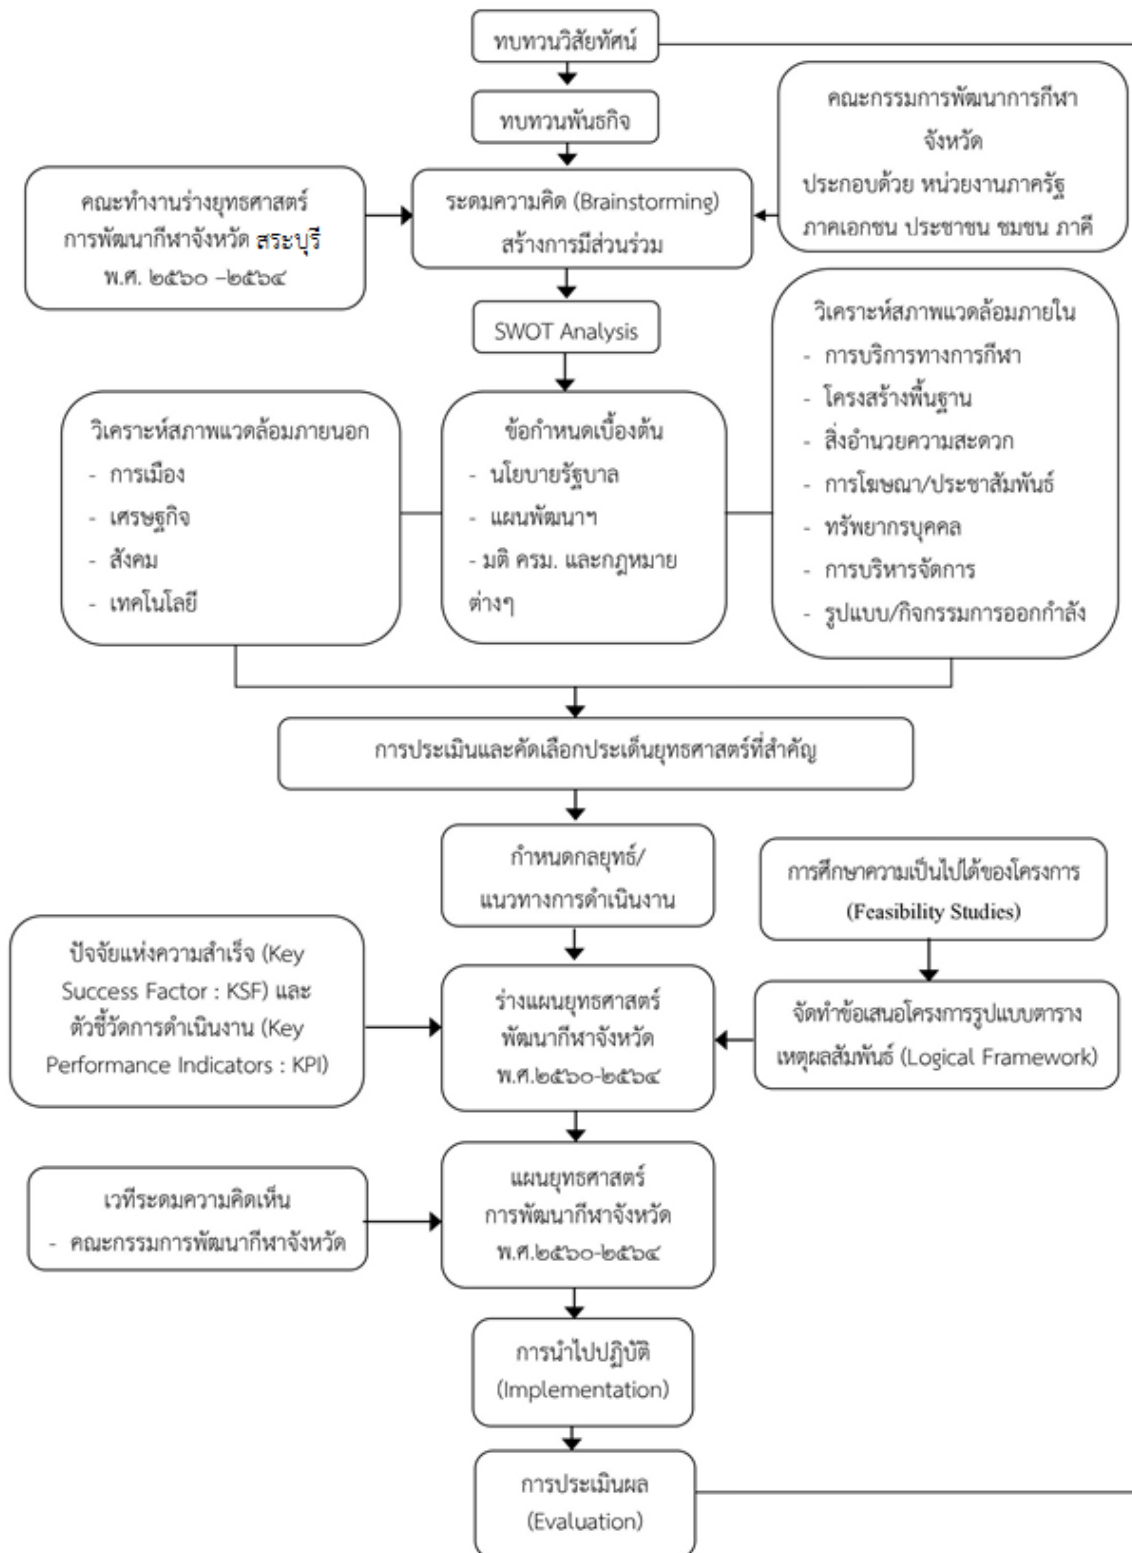 ทบทวนวิสัยทัศน์
ทบทวนพันธกิจ
คณะกรรมการพัฒนาการกีฬา
จังหวัด
ประกอบด้วย หน่วยงานภาครัฐ
ภาคเอกชน ประชาชน ชมชน ภาคี
คณะทำงานร่างยุทธศาสตร์
การพัฒนากีฬาจังหวัด สระบุรี
พ.ศ. ๒๕๖๐ –๒๕๖๔
ระดมความคิด (Brainstorming)
สร้างการมีส่วนร่วม
SWOT Analysis
วิเคราะห์สภาพแวดล้อมภายนอก
- การเมือง
- เศรษฐกิจ
- สังคม
- เทคโนโลยี
ข้อกำหนดเบื้องต้น
- นโยบายรัฐบาล
- แผนพัฒนาฯ
- มติ ครม. และกฎหมาย
ต่างๆ
วิเคราะห์สภาพแวดล้อมภายใน
- การบริการทางการกีฬา
- โครงสร้างพื้นฐาน
- สิ่งอำนวยความสะดวก
- การโฆษณา/ประชาสัมพันธ์
- ทรัพยากรบุคคล
- การบริหารจัดการ
- รูปแบบ/กิจกรรมการออกกำลัง
การประเมินและคัดเลือกประเด็นยุทธศาสตร์ที่สำคัญ
กำหนดกลยุทธ์/
แนวทางการดำเนินงาน
การศึกษาความเป็นไปได้ของโครงการ
(Feasibility Studies)
ปัจจัยแห่งความสำเร็จ (Key
Success Factor : KSF) และ
ตัวชี้วัดการดำเนินงาน (Key
Performance Indicators : KPI)
ร่างแผนยุทธศาสตร์
พัฒนากีฬาจังหวัด
พ.ศ.๒๕๖๐-๒๕๖๔
จัดทำข้อเสนอโครงการรูปแบบตาราง
เหตุผลสัมพันธ์ (Logical Framework)
เวทีระดมความคิดเห็น
- คณะกรรมการพัฒนากีฬาจังหวัด
แผนยุทธศาสตร์
การพัฒนากีฬาจังหวัด
พ.ศ.๒๕๖๐-๒๕๖๔
การนำไปปฏิบัติ
(Implementation)
การประเมินผล
(Evaluation)